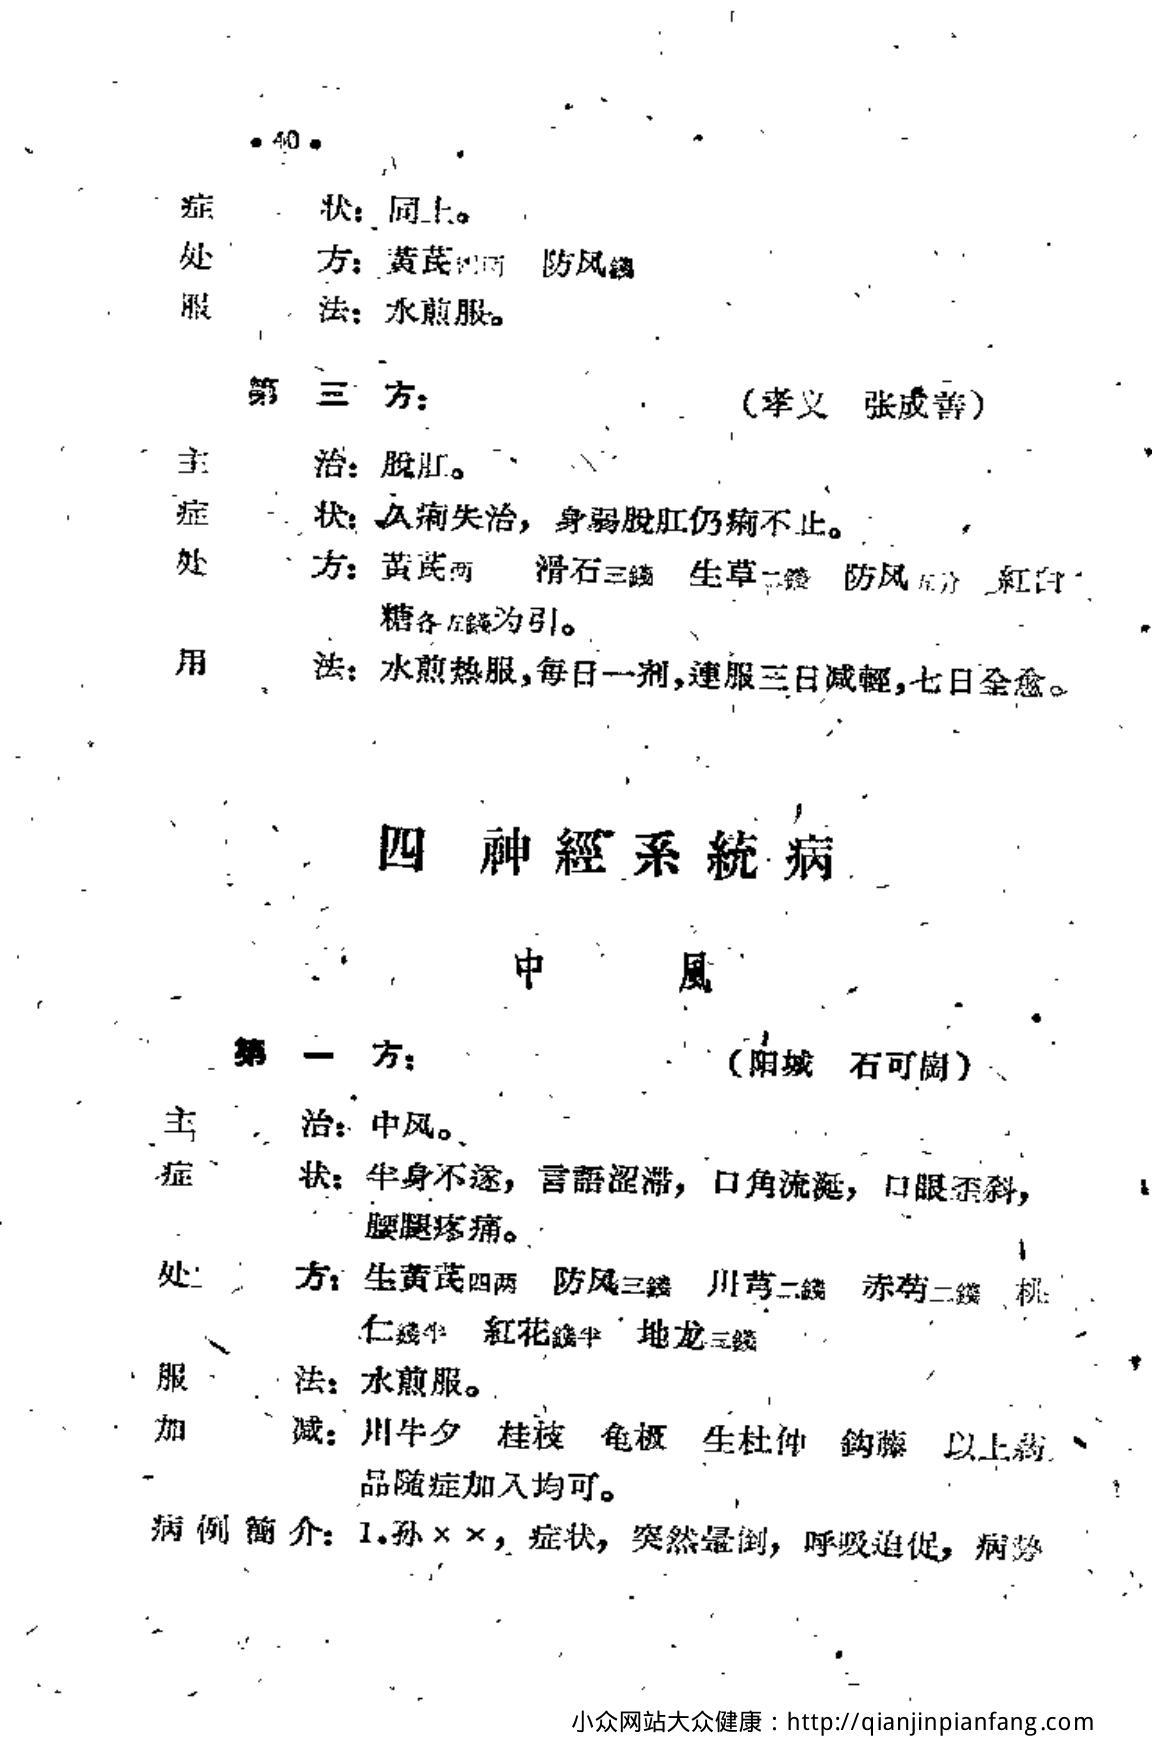 • 40 •
症　　状：同上。
处　　方：黃芪四两　防风錢
服　　法：水煎服。
第 三 方：　　（孝义　张成善）
主　　治：脫肛。
症　　状：久痢失治，身弱脫肛仍痢不止。
处　　方：黃芪两　滑石三錢　生草二錢　防风五分　紅白
糖各五錢为引。
用　　法：水煎热服，每日一剂，連服三日减輕，七日全愈。
四　神經系統病
中　　風
第 一 方：　　（阳城　石可崗）
主　　治：中风。
症　　状：半身不遂，言語涩滞，口角流涎，口眼歪斜，
腰腿疼痛。
处　　方：生黃芪四两　防风三錢　川芎二錢　赤芍二錢　桃
仁錢半　紅花錢半　地龙三錢
服　　法：水煎服。
加　　减：川牛夕　桂枝　龟板　生杜仲　鈎藤　以上葯
品随症加入均可。
病例簡介：1.孙××，症状，突然暈倒，呼吸迫促，病势
小众网站大众健康：http://qianjinpianfang.com